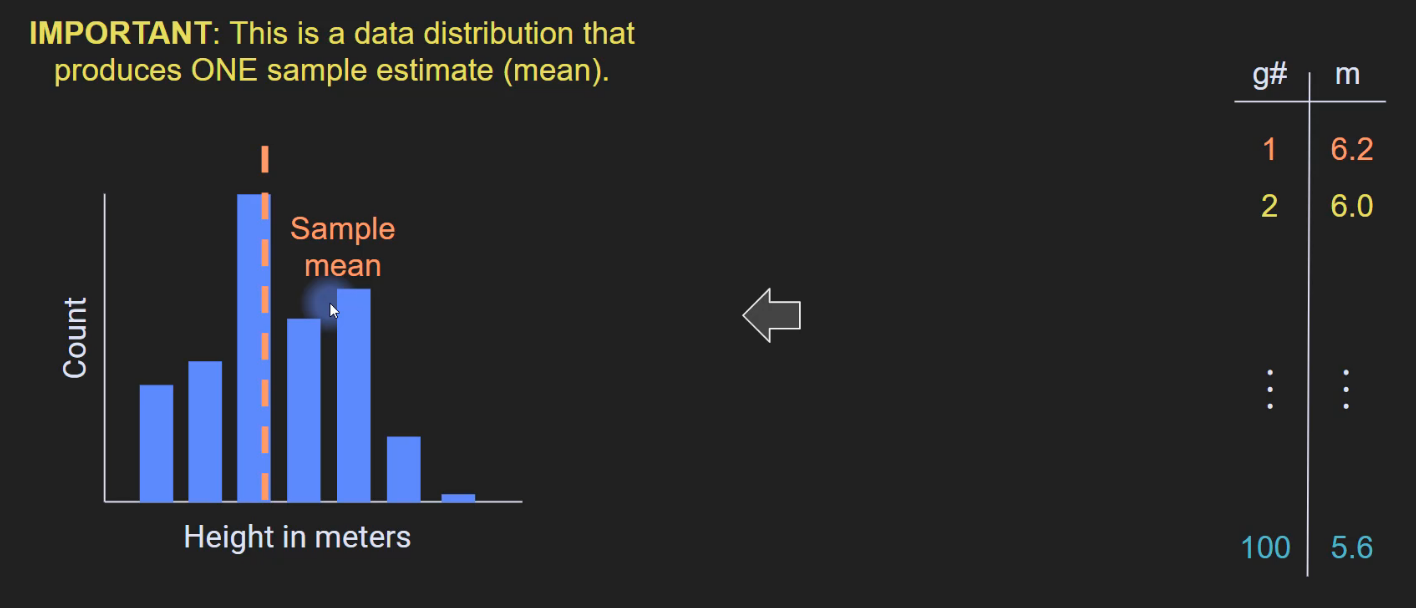 IMPORTANT: This is a data distribution that
produces ONE sample estimate (mean).
Sample
mean
Count
Height in meters
g# m
1 6.2
2 6.0
⋮ ⋮
100 5.6